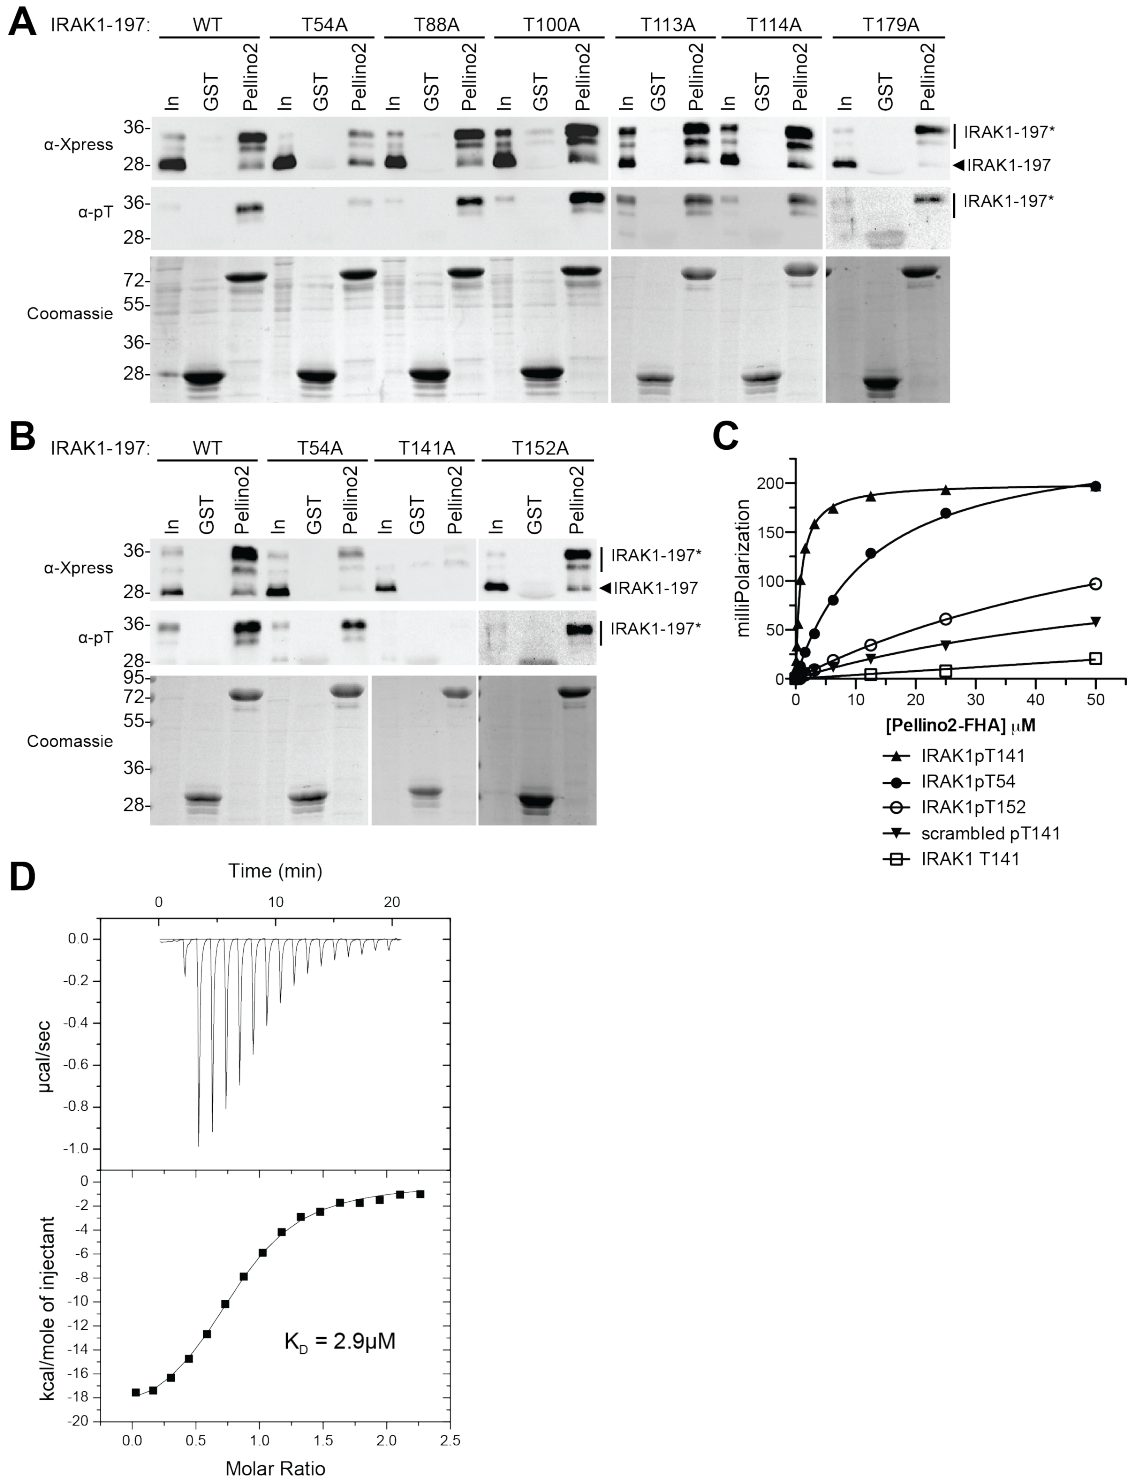 A
IRAK1-197: WT T54A T88A T100A T113A T114A T179A
In GST Pellino2 In GST Pellino2 In GST Pellino2 In GST Pellino2 In GST Pellino2 In GST Pellino2 In GST Pellino2
α-Xpress 36- 28- IRAK1-197* ◄IRAK1-197
α-pT 36- 28- IRAK1-197*
Coomassie 72- 55- 36- 28-
B
IRAK1-197: WT T54A T141A T152A
In GST Pellino2 In GST Pellino2 In GST Pellino2 In GST Pellino2
α-Xpress 36- 28- IRAK1-197* ◄IRAK1-197
α-pT 36- 28- IRAK1-197*
Coomassie 95- 72- 55- 36- 28-
C
milliPolarization
200
150
100
50
0
0 10 20 30 40 50
[Pellino2-FHA] μM
IRAK1pT141
IRAK1pT54
IRAK1pT152
scrambled pT141
IRAK1 T141
D
Time (min)
0 10 20
µcal/sec
0.0
-0.2
-0.4
-0.6
-0.8
-1.0
kcal/mole of injectant
0
-2
-4
-6
-8
-10
-12
-14
-16
-18
-20
KD = 2.9µM
0.0 0.5 1.0 1.5 2.0 2.5
Molar Ratio